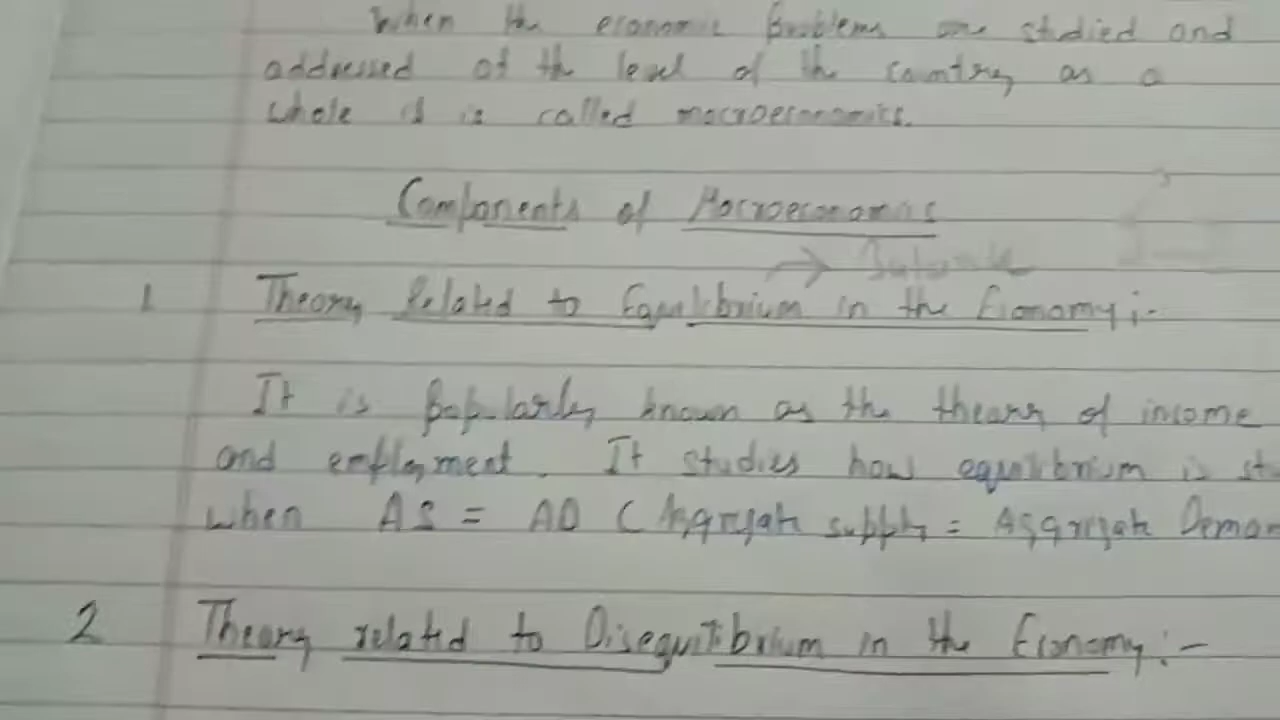 When the economic problems are studied and
addressed at the level of the country as a
whole it is called macroeconomics.
Components of Macroeconomics
→ Balance
1 Theory Related to Equilibrium in the Economy :-
It is popularly known as the theory of income
and employment. It studies how equilibrium is st
when AS = AD ( Aggregate supply = Aggregate Deman
2 Theory related to Disequilibrium in the Economy :-